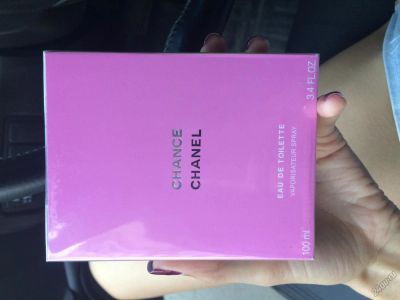 CHANCE
CHANEL
EAU DE TOILETTE
VAPORISATEUR SPRAY
100 ml
3.4 FL.OZ